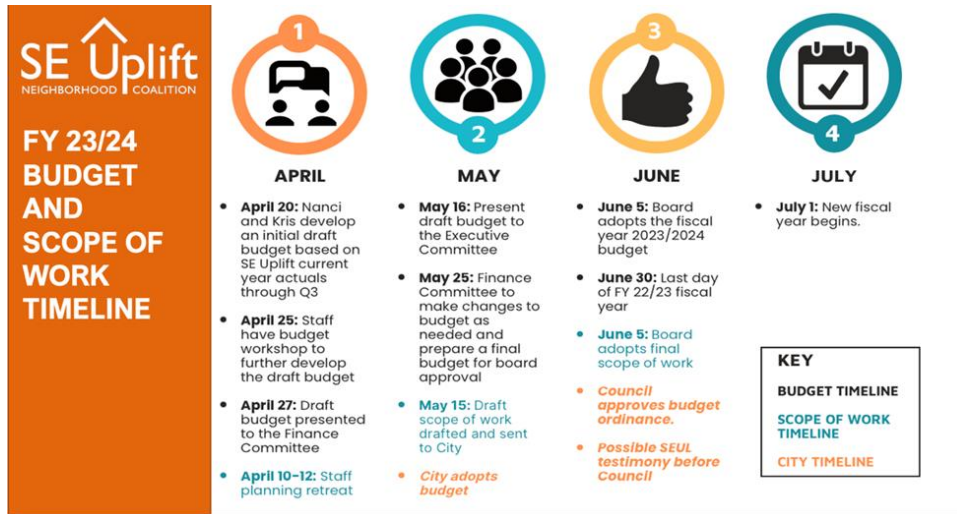 SE Uplift
NEIGHBORHOOD COALITION
FY 23/24
BUDGET
AND
SCOPE OF
WORK
TIMELINE
1
APRIL
• April 20: Nanci
and Kris develop
an initial draft
budget based on
SE Uplift current
year actuals
through Q3
• April 25: Staff
have budget
workshop to
further develop
the draft budget
• April 27: Draft
budget presented
to the Finance
Committee
• April 10-12: Staff
planning retreat
2
MAY
• May 16: Present
draft budget to
the Executive
Committee
• May 25: Finance
Committee to
make changes to
budget as
needed and
prepare a final
budget for board
approval
• May 15: Draft
scope of work
drafted and sent
to City
• City adopts
budget
3
JUNE
• June 5: Board
adopts the fiscal
year 2023/2024
budget
• June 30: Last day
of FY 22/23 fiscal
year
• June 5: Board
adopts final
scope of work
• Council
approves budget
ordinance.
• Possible SEUL
testimony before
Council
4
JULY
• July 1: New fiscal
year begins.
KEY
BUDGET TIMELINE
SCOPE OF WORK
TIMELINE
CITY TIMELINE